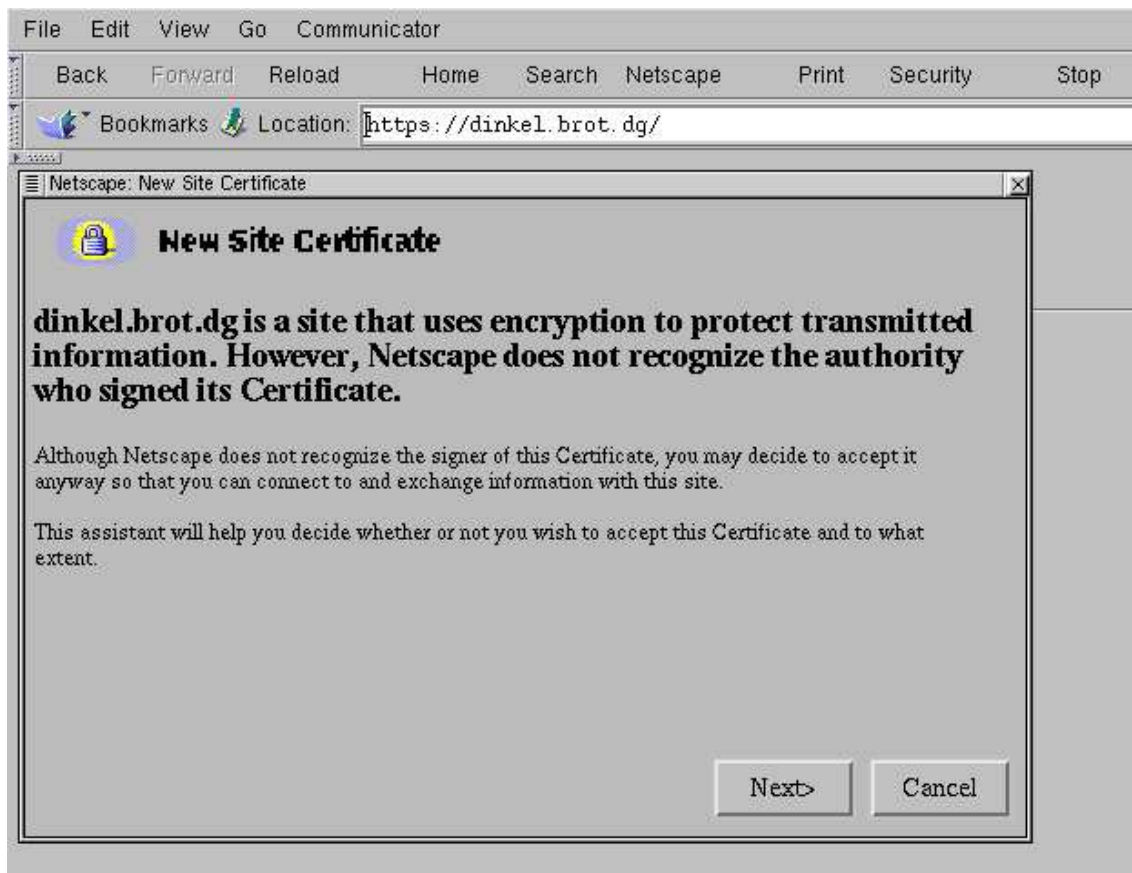 File Edit View Go Communicator
Back Forward Reload Home Search Netscape Print Security Stop
Bookmarks Location: https://dinkel.brot.dg/
Netscape: New Site Certificate
New Site Certificate
dinkel.brot.dg is a site that uses encryption to protect transmitted
information. However, Netscape does not recognize the authority
who signed its Certificate.
Although Netscape does not recognize the signer of this Certificate, you may decide to accept it
anyway so that you can connect to and exchange information with this site.
This assistant will help you decide whether or not you wish to accept this Certificate and to what
extent.
Next> Cancel